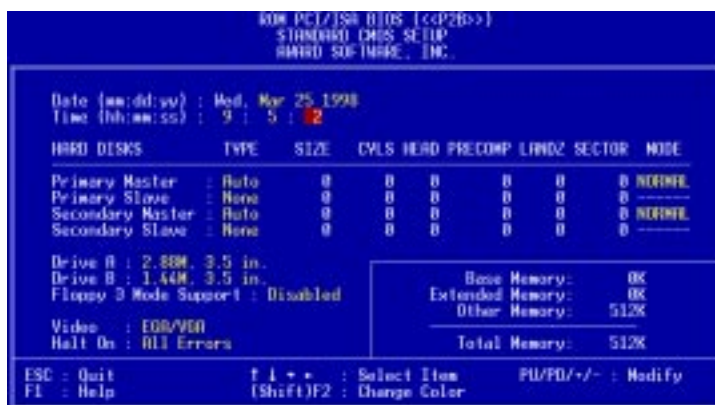 ROM PCI/ISA BIOS (<<P2B>>)
STANDARD CMOS SETUP
AWARD SOFTWARE, INC.
Date (mm:dd:yy) : Wed, Mar 25 1998
Time (hh:mm:ss) : 9 : 5 : 2
HARD DISKS TYPE SIZE CYLS HEAD PRECOMP LANDZ SECTOR MODE
Primary Master : Auto 0 0 0 0 0 0 NORMAL
Primary Slave : None 0 0 0 0 0 0 ------
Secondary Master : Auto 0 0 0 0 0 0 NORMAL
Secondary Slave : None 0 0 0 0 0 0 ------
Drive A : 2.88M, 3.5 in.
Drive B : 1.44M, 3.5 in.
Floppy 3 Mode Support : Disabled
Video : EGA/VGA
Halt On : All Errors
Base Memory: 0K
Extended Memory: 0K
Other Memory: 512K
Total Memory: 512K
ESC : Quit ↑ ↓ → ← : Select Item PU/PD/+/- : Modify
F1 : Help (Shift)F2 : Change Color